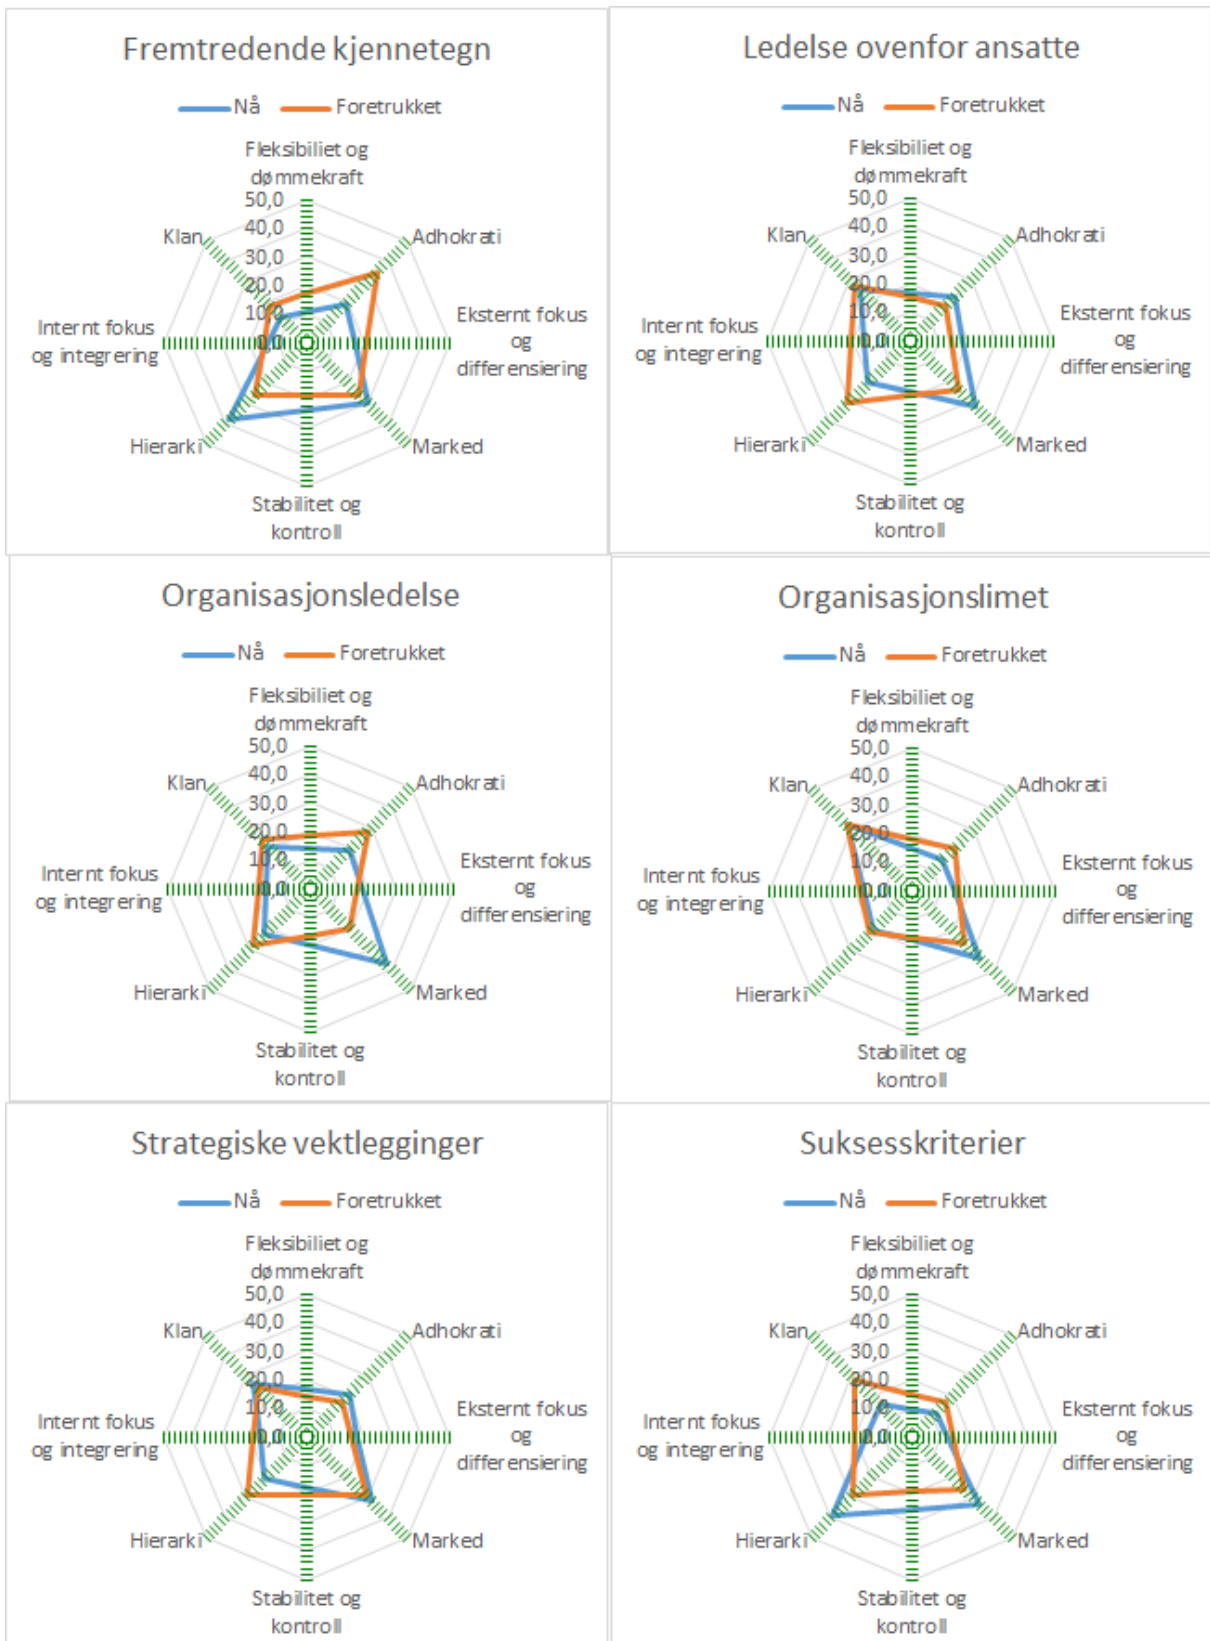 Fremtredende kjennetegn
Nå Foretrukket
Fleksibiliet og
dømmekraft
50,0
40,0
30,0
20,0
10,0
0,0
Klan
Adhokrati
Internt fokus
og integrering
Eksternt fokus
og
differensiering
Hierarki
Marked
Stabilitet og
kontroll
Ledelse ovenfor ansatte
Nå Foretrukket
Fleksibiliet og
dømmekraft
50,0
40,0
30,0
20,0
10,0
0,0
Klan
Adhokrati
Internt fokus
og integrering
Eksternt fokus
og
differensiering
Hierarki
Marked
Stabilitet og
kontroll
Organisasjonsledelse
Nå Foretrukket
Fleksibiliet og
dømmekraft
50,0
40,0
30,0
20,0
10,0
0,0
Klan
Adhokrati
Internt fokus
og integrering
Eksternt fokus
og
differensiering
Hierarki
Marked
Stabilitet og
kontroll
Organisasjonslimet
Nå Foretrukket
Fleksibiliet og
dømmekraft
50,0
40,0
30,0
20,0
10,0
0,0
Klan
Adhokrati
Internt fokus
og integrering
Eksternt fokus
og
differensiering
Hierarki
Marked
Stabilitet og
kontroll
Strategiske vektlegginger
Nå Foretrukket
Fleksibiliet og
dømmekraft
50,0
40,0
30,0
20,0
10,0
0,0
Klan
Adhokrati
Internt fokus
og integrering
Eksternt fokus
og
differensiering
Hierarki
Marked
Stabilitet og
kontroll
Suksesskriterier
Nå Foretrukket
Fleksibiliet og
dømmekraft
50,0
40,0
30,0
20,0
10,0
0,0
Klan
Adhokrati
Internt fokus
og integrering
Eksternt fokus
og
differensiering
Hierarki
Marked
Stabilitet og
kontroll